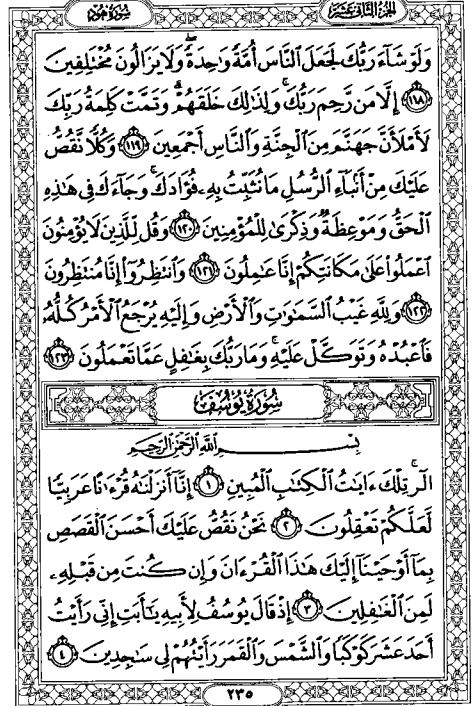 الجزء الثاني عشر
سورة هود
وَلَوْ شَآءَ رَبُّكَ لَجَعَلَ ٱلنَّاسَ أُمَّةً وَٰحِدَةً ۖ وَلَا يَزَالُونَ مُخْتَلِفِينَ
﴿١١٨﴾ إِلَّا مَن رَّحِمَ رَبُّكَ ۚ وَلِذَٰلِكَ خَلَقَهُمْ ۗ وَتَمَّتْ كَلِمَةُ رَبِّكَ
لَأَمْلَأَنَّ جَهَنَّمَ مِنَ ٱلْجِنَّةِ وَٱلنَّاسِ أَجْمَعِينَ ﴿١١٩﴾ وَكُلًّا نَّقُصُّ
عَلَيْكَ مِنْ أَنۢبَآءِ ٱلرُّسُلِ مَا نُثَبِّتُ بِهِۦ فُؤَادَكَ ۚ وَجَآءَكَ فِى هَٰذِهِ
ٱلْحَقُّ وَمَوْعِظَةٌ وَذِكْرَىٰ لِلْمُؤْمِنِينَ ﴿١٢٠﴾ وَقُل لِّلَّذِينَ لَا يُؤْمِنُونَ
ٱعْمَلُوا۟ عَلَىٰ مَكَانَتِكُمْ إِنَّا عَٰمِلُونَ ﴿١٢١﴾ وَٱنتَظِرُوٓا۟ إِنَّا مُنتَظِرُونَ
﴿١٢٢﴾ وَلِلَّهِ غَيْبُ ٱلسَّمَٰوَٰتِ وَٱلْأَرْضِ وَإِلَيْهِ يُرْجَعُ ٱلْأَمْرُ كُلُّهُۥ
فَٱعْبُدْهُ وَتَوَكَّلْ عَلَيْهِ ۚ وَمَا رَبُّكَ بِغَٰفِلٍ عَمَّا تَعْمَلُونَ ﴿١٢٣﴾
سُورَةُ يُوسُفَ
بِسْمِ ٱللَّهِ ٱلرَّحْمَٰنِ ٱلرَّحِيمِ
الٓر ۚ تِلْكَ ءَايَٰتُ ٱلْكِتَٰبِ ٱلْمُبِينِ ﴿١﴾ إِنَّآ أَنزَلْنَٰهُ قُرْءَٰنًا عَرَبِيًّا
لَّعَلَّكُمْ تَعْقِلُونَ ﴿٢﴾ نَحْنُ نَقُصُّ عَلَيْكَ أَحْسَنَ ٱلْقَصَصِ
بِمَآ أَوْحَيْنَآ إِلَيْكَ هَٰذَا ٱلْقُرْءَانَ وَإِن كُنتَ مِن قَبْلِهِۦ
لَمِنَ ٱلْغَٰفِلِينَ ﴿٣﴾ إِذْ قَالَ يُوسُفُ لِأَبِيهِ يَٰٓأَبَتِ إِنِّى رَأَيْتُ
أَحَدَ عَشَرَ كَوْكَبًا وَٱلشَّمْسَ وَٱلْقَمَرَ رَأَيْتُهُمْ لِى سَٰجِدِينَ ﴿٤﴾
٢٣٥